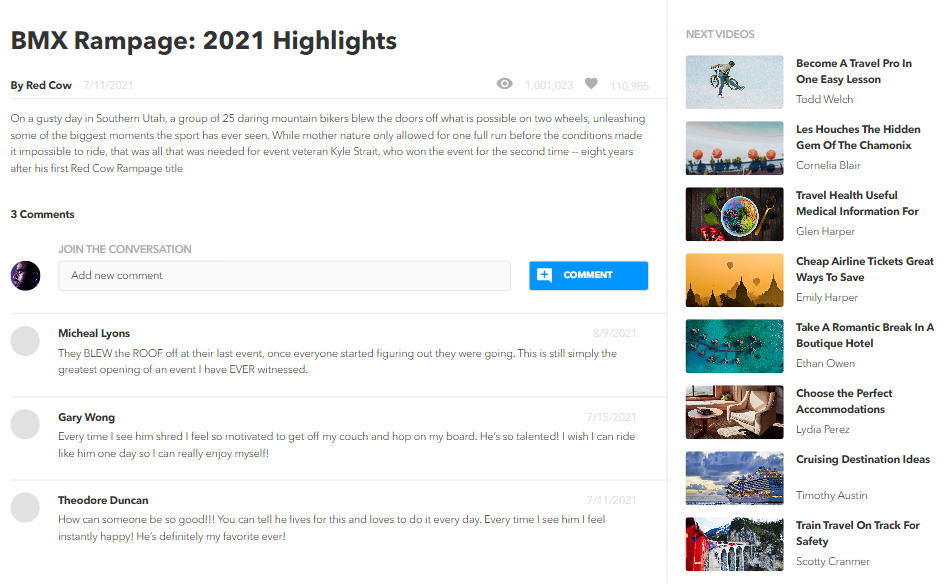 BMX Rampage: 2021 Highlights
By Red Cow 7/11/2021 1,001,023 110,985
On a gusty day in Southern Utah, a group of 25 daring mountain bikers blew the doors off what is possible on two wheels, unleashing
some of the biggest moments the sport has ever seen. While mother nature only allowed for one full run before the conditions made
it impossible to ride, that was all that was needed for event veteran Kyle Strait, who won the event for the second time -- eight years
after his first Red Cow Rampage title
3 Comments
JOIN THE CONVERSATION
Add new comment
COMMENT
Micheal Lyons 8/9/2021
They BLEW the ROOF off at their last event, once everyone started figuring out they were going. This is still simply the
greatest opening of an event I have EVER witnessed.
Gary Wong 7/15/2021
Every time I see him shred I feel so motivated to get off my couch and hop on my board. He's so talented! I wish I can ride
like him one day so I can really enjoy myself!
Theodore Duncan 7/11/2021
How can someone be so good!!! You can tell he lives for this and loves to do it every day. Every time I see him I feel
instantly happy! He's definitely my favorite ever!
NEXT VIDEOS
Become A Travel Pro In
One Easy Lesson
Todd Welch
Les Houches The Hidden
Gem Of The Chamonix
Cornelia Blair
Travel Health Useful
Medical Information For
Glen Harper
Cheap Airline Tickets Great
Ways To Save
Emily Harper
Take A Romantic Break In A
Boutique Hotel
Ethan Owen
Choose the Perfect
Accommodations
Lydia Perez
Cruising Destination Ideas
Timothy Austin
Train Travel On Track For
Safety
Scotty Cranmer